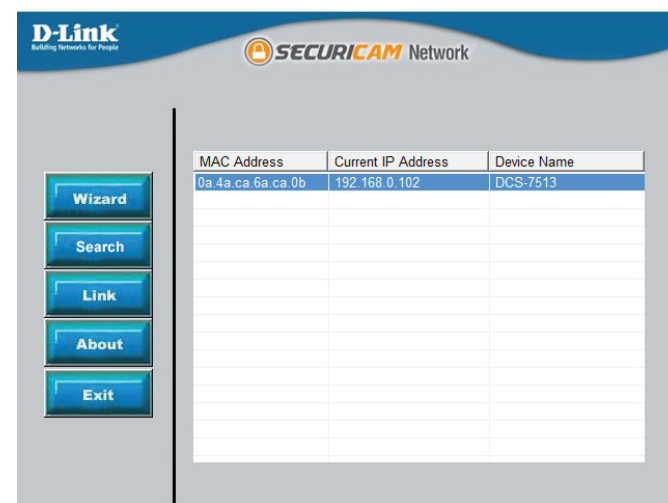 D-Link
Building Networks for People
SECURICAM Network
MAC Address Current IP Address Device Name
0a.4a.ca.6a.ca.0b 192.168.0.102 DCS-7513
Wizard
Search
Link
About
Exit